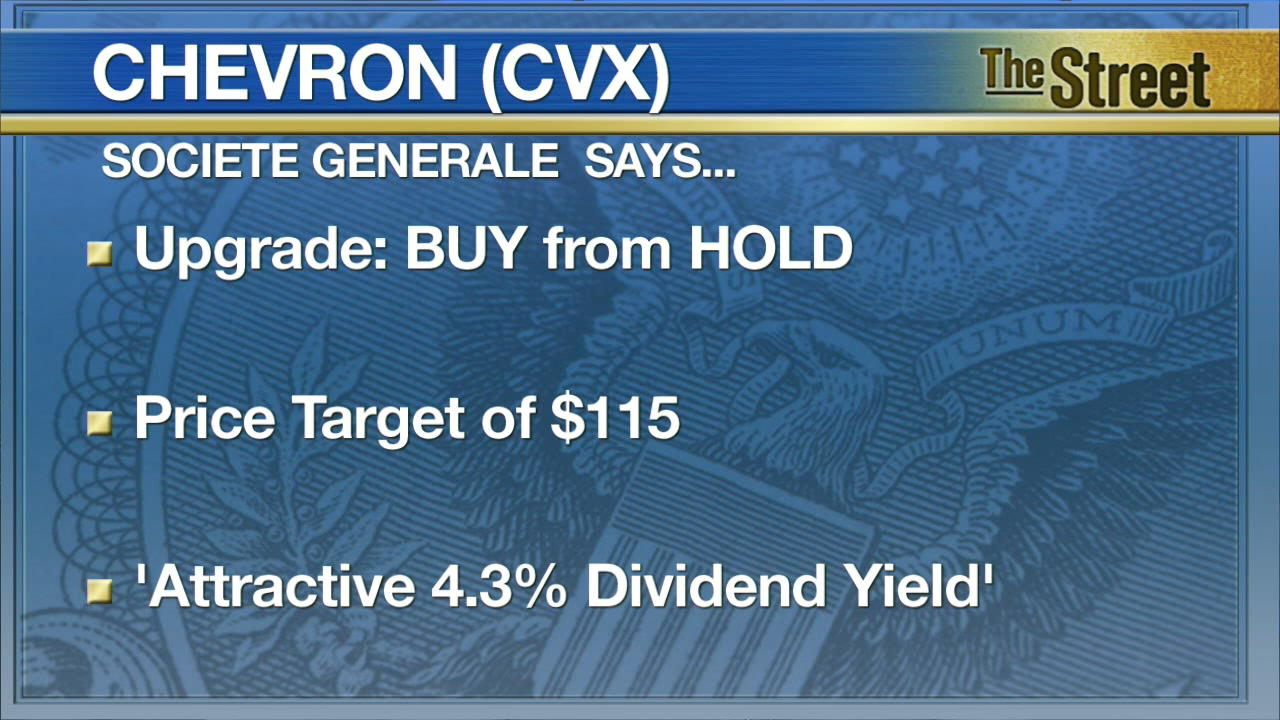 CHEVRON (CVX)
The Street
SOCIETE GENERALE SAYS...
Upgrade: BUY from HOLD
UNUM
Price Target of $115
'Attractive 4.3% Dividend Yield'